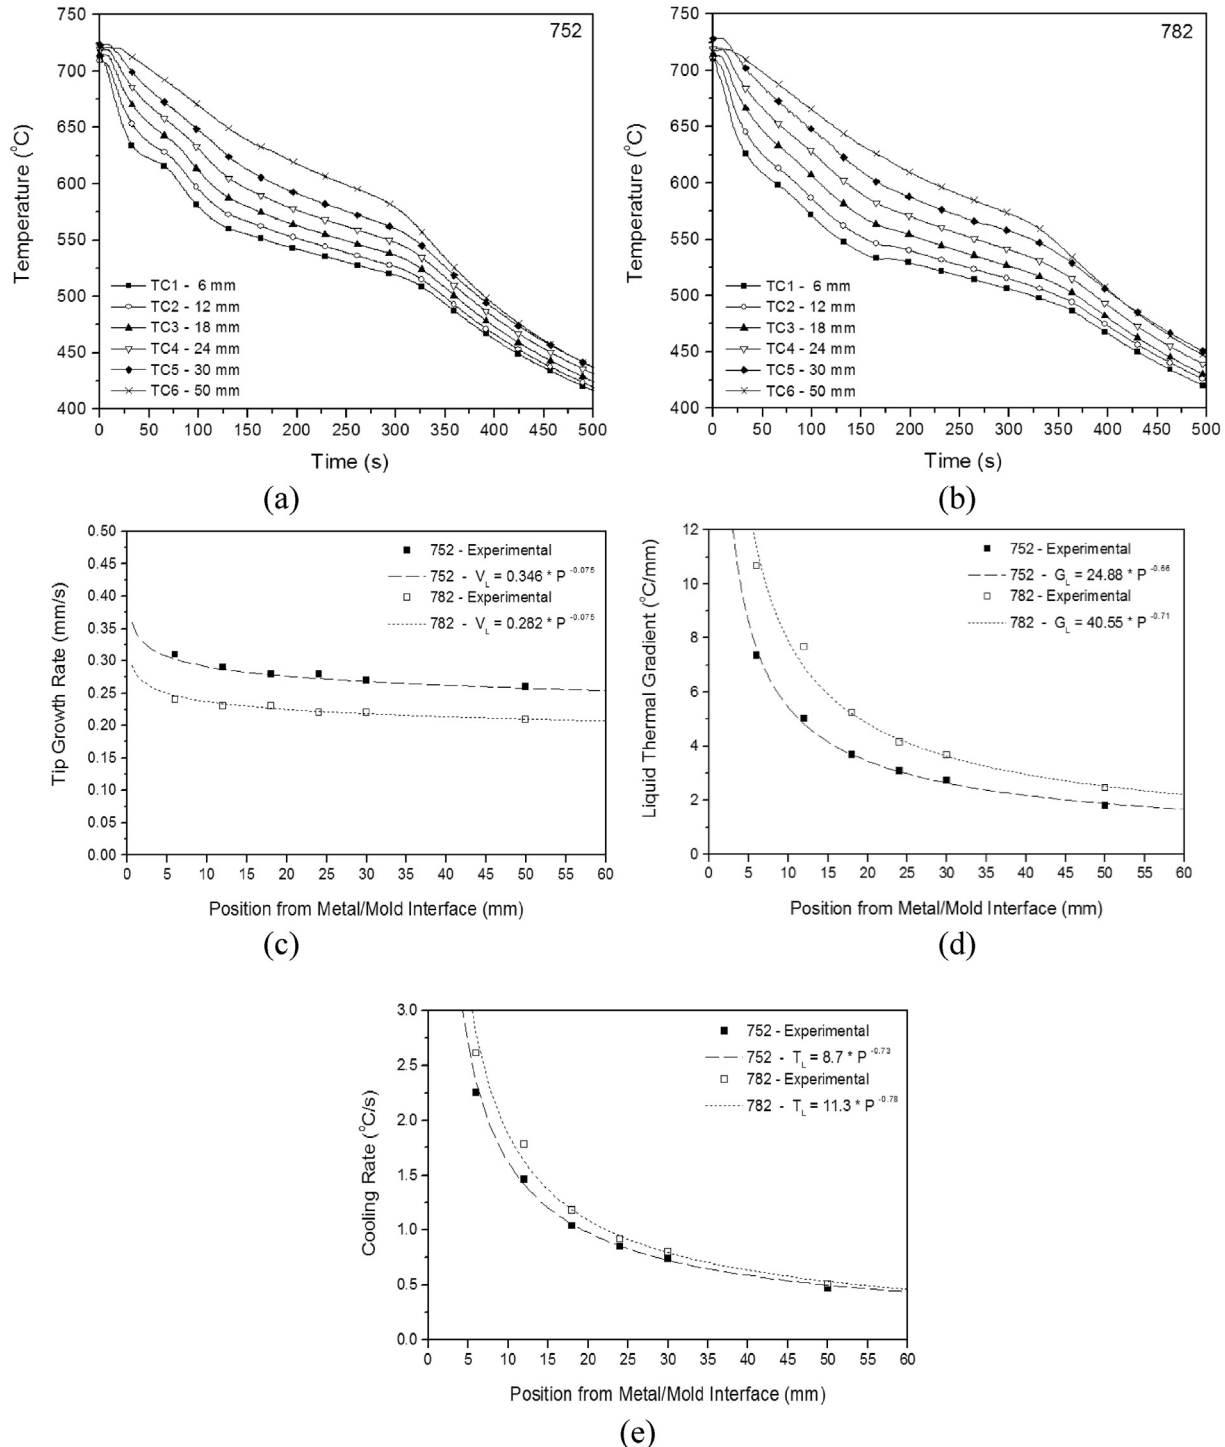 752
750
700
650
600
550
500
450
400
Temperature (°C)
TC1 - 6 mm
TC2 - 12 mm
TC3 - 18 mm
TC4 - 24 mm
TC5 - 30 mm
TC6 - 50 mm
0 50 100 150 200 250 300 350 400 450 500
Time (s)
(a)
782
750
700
650
600
550
500
450
400
Temperature (°C)
TC1 - 6 mm
TC2 - 12 mm
TC3 - 18 mm
TC4 - 24 mm
TC5 - 30 mm
TC6 - 50 mm
0 50 100 150 200 250 300 350 400 450 500
Time (s)
(b)
0.50
0.45
0.40
0.35
0.30
0.25
0.20
0.15
0.10
0.05
0.00
Tip Growth Rate (mm/s)
752 - Experimental
752 - V_L = 0.346 * P^-0.075
782 - Experimental
782 - V_L = 0.282 * P^-0.075
0 5 10 15 20 25 30 35 40 45 50 55 60
Position from Metal/Mold Interface (mm)
(c)
12
10
8
6
4
2
0
Liquid Thermal Gradient (°C/mm)
752 - Experimental
752 - G_L = 24.88 * P^-0.66
782 - Experimental
782 - G_L = 40.55 * P^-0.71
0 5 10 15 20 25 30 35 40 45 50 55 60
Position from Metal/Mold Interface (mm)
(d)
3.0
2.5
2.0
1.5
1.0
0.5
0.0
Cooling Rate (°C/s)
752 - Experimental
752 - T_L = 8.7 * P^-0.73
782 - Experimental
782 - T_L = 11.3 * P^-0.78
0 5 10 15 20 25 30 35 40 45 50 55 60
Position from Metal/Mold Interface (mm)
(e)